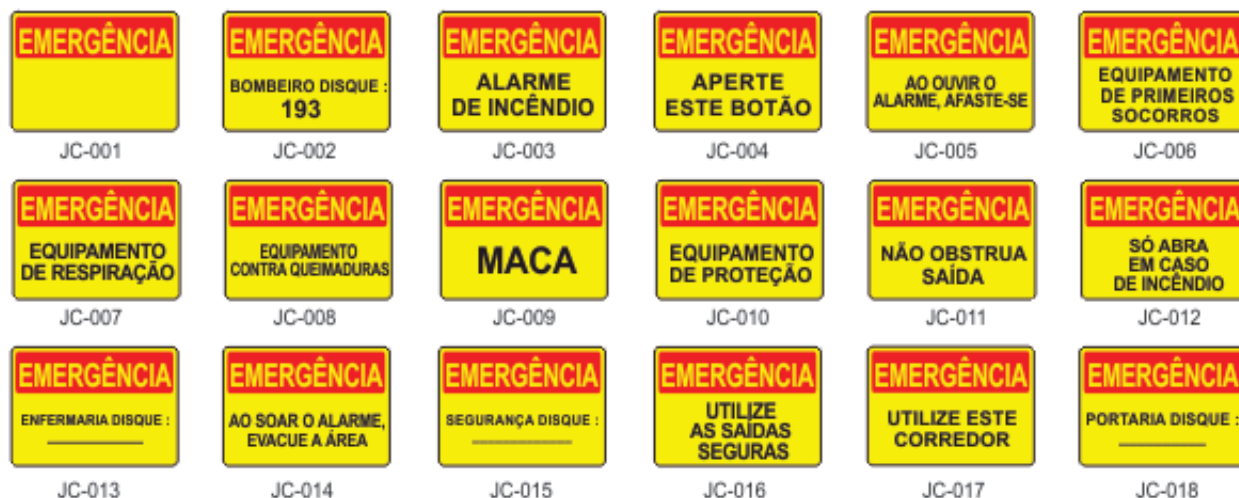 EMERGÊNCIA
JC-001
EMERGÊNCIA
BOMBEIRO DISQUE :
193
JC-002
EMERGÊNCIA
ALARME
DE INCÊNDIO
JC-003
EMERGÊNCIA
APERTE
ESTE BOTÃO
JC-004
EMERGÊNCIA
AO OUVIR O
ALARME, AFASTE-SE
JC-005
EMERGÊNCIA
EQUIPAMENTO
DE PRIMEIROS
SOCORROS
JC-006
EMERGÊNCIA
EQUIPAMENTO
DE RESPIRAÇÃO
JC-007
EMERGÊNCIA
EQUIPAMENTO
CONTRA QUEIMADURAS
JC-008
EMERGÊNCIA
MACA
JC-009
EMERGÊNCIA
EQUIPAMENTO
DE PROTEÇÃO
JC-010
EMERGÊNCIA
NÃO OBSTRUA
SAÍDA
JC-011
EMERGÊNCIA
SÓ ABRA
EM CASO
DE INCÊNDIO
JC-012
EMERGÊNCIA
ENFERMARIA DISQUE :
JC-013
EMERGÊNCIA
AO SOAR O ALARME,
EVACUE A ÁREA
JC-014
EMERGÊNCIA
SEGURANÇA DISQUE :
JC-015
EMERGÊNCIA
UTILIZE
AS SAÍDAS
SEGURAS
JC-016
EMERGÊNCIA
UTILIZE ESTE
CORREDOR
JC-017
EMERGÊNCIA
PORTARIA DISQUE :
JC-018